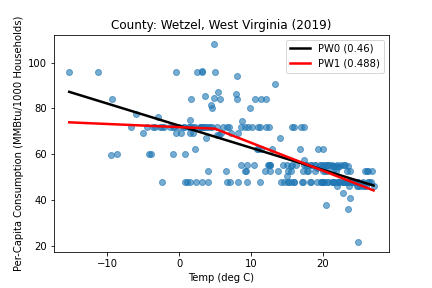 County: Wetzel, West Virginia (2019)
PW0 (0.46)
PW1 (0.488)
Per-Capita Consumption (MMBtu/1000 Households)
100
80
60
40
20
−10 0 10 20
Temp (deg C)